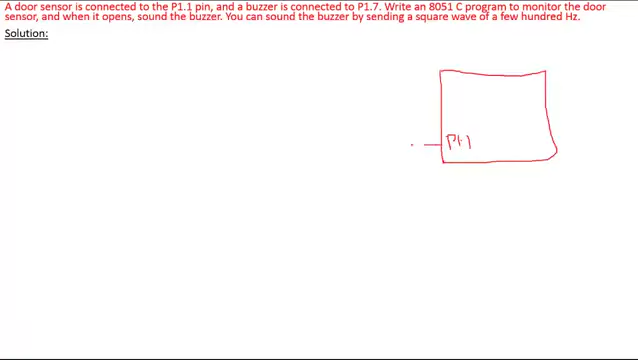 A door sensor is connected to the P1.1 pin, and a buzzer is connected to P1.7. Write an 8051 C program to monitor the door
sensor, and when it opens, sound the buzzer. You can sound the buzzer by sending a square wave of a few hundred Hz.
Solution:
P1.1